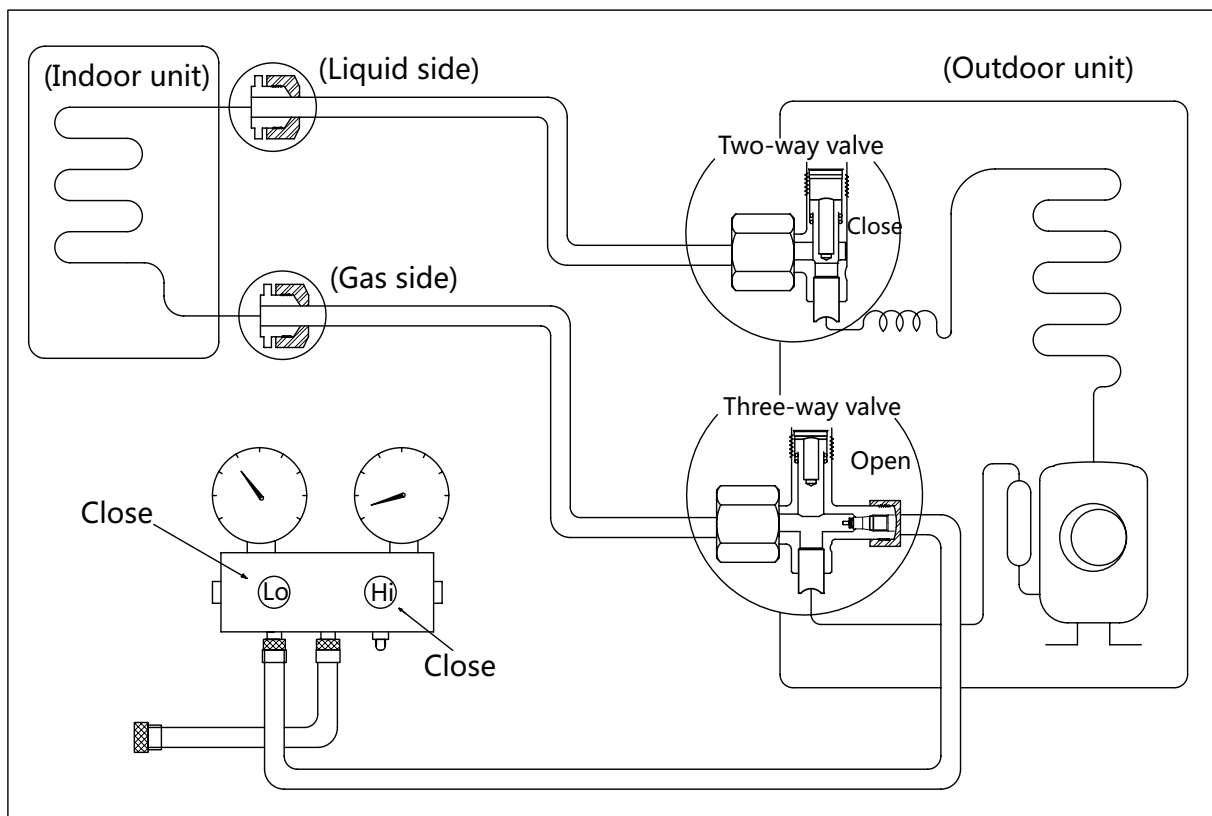 (Indoor unit)
(Liquid side)
(Outdoor unit)
Two-way valve
Close
(Gas side)
Three-way valve
Open
Close
Lo
Hi
Close